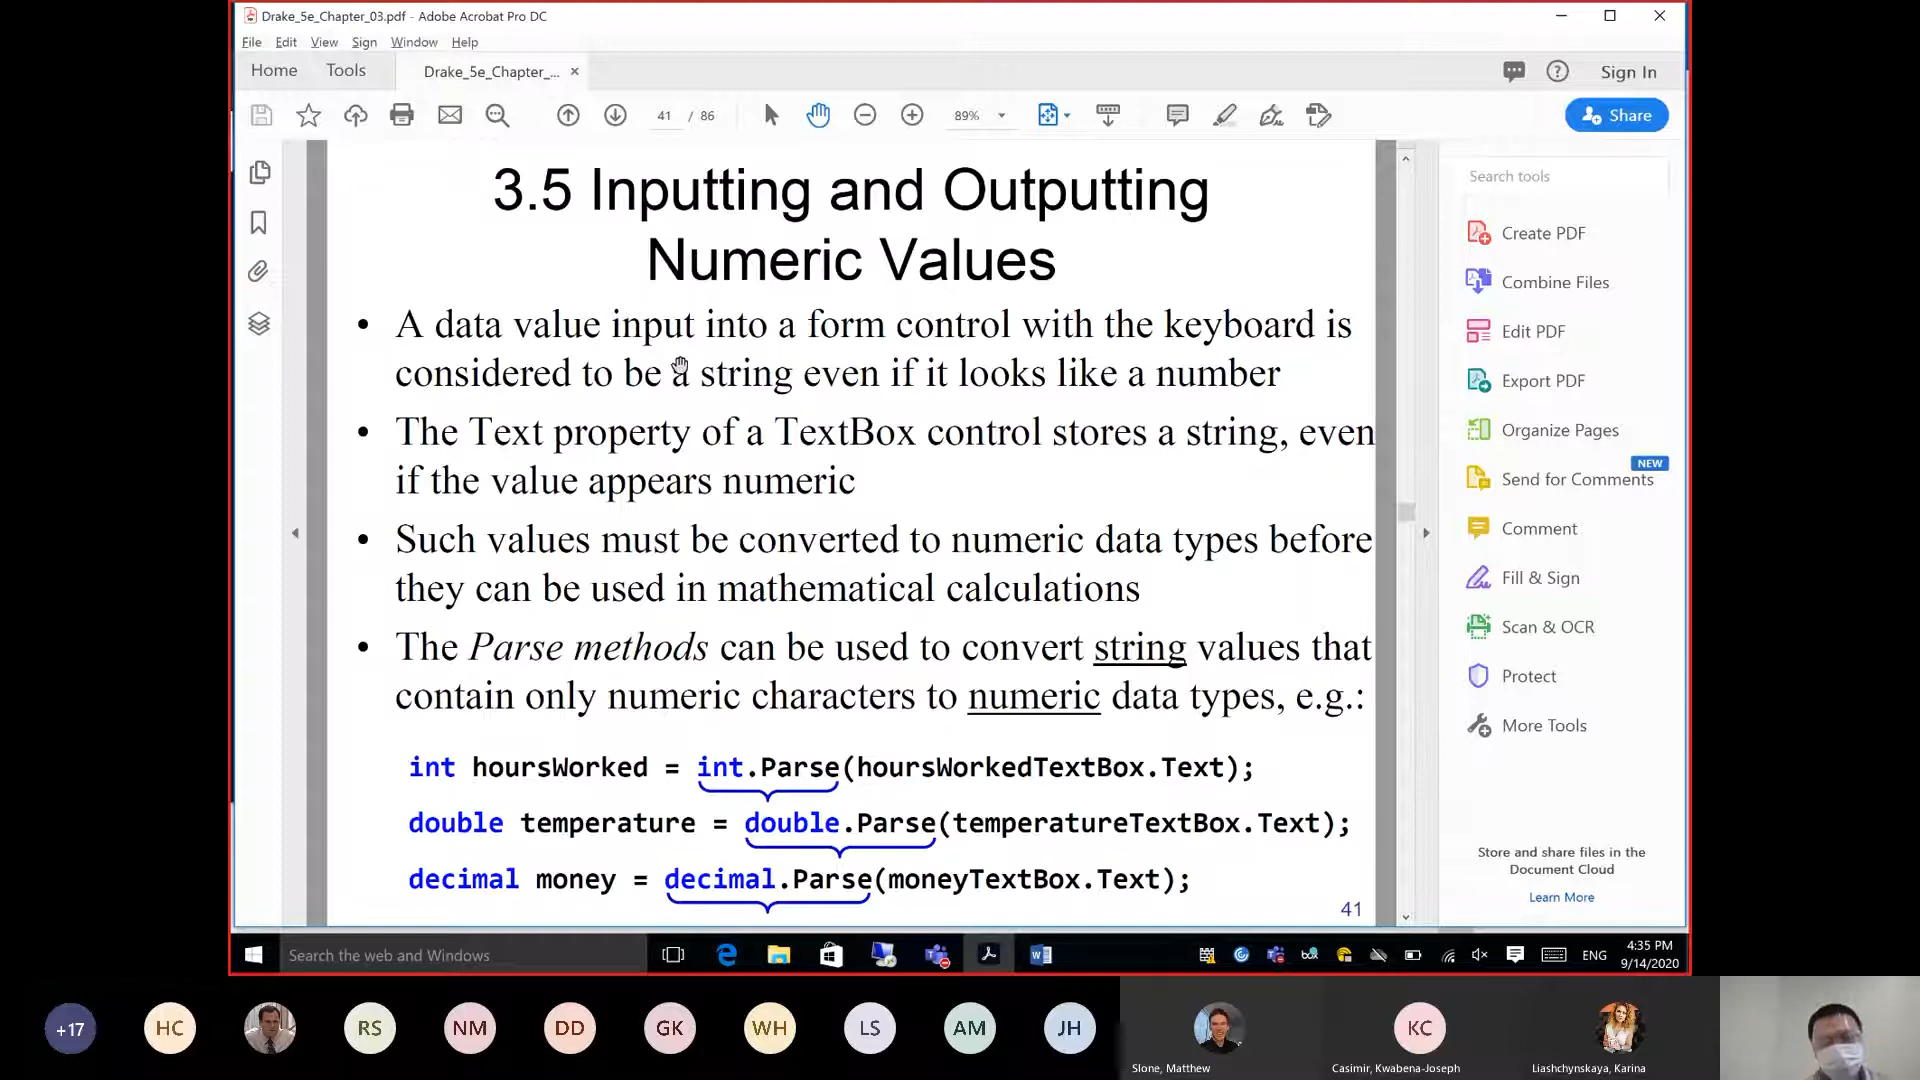 Drake_5e_Chapter_03.pdf - Adobe Acrobat Pro DC
File Edit View Sign Window Help
Home Tools Drake_5e_Chapter_... × Sign In
41 / 86 89% Share
3.5 Inputting and Outputting
Numeric Values
• A data value input into a form control with the keyboard is
considered to be a string even if it looks like a number
• The Text property of a TextBox control stores a string, even
if the value appears numeric
• Such values must be converted to numeric data types before
they can be used in mathematical calculations
• The Parse methods can be used to convert string values that
contain only numeric characters to numeric data types, e.g.:
int hoursWorked = int.Parse(hoursWorkedTextBox.Text);
double temperature = double.Parse(temperatureTextBox.Text);
decimal money = decimal.Parse(moneyTextBox.Text);
41
Search tools
Create PDF
Combine Files
Edit PDF
Export PDF
Organize Pages
NEW
Send for Comments
Comment
Fill & Sign
Scan & OCR
Protect
More Tools
Store and share files in the
Document Cloud
Learn More
Search the web and Windows
ENG
4:35 PM
9/14/2020
+17 HC RS NM DD GK WH LS AM JH KC
Slone, Matthew Casimir, Kwabena-Joseph Liashchynskaya, Karina